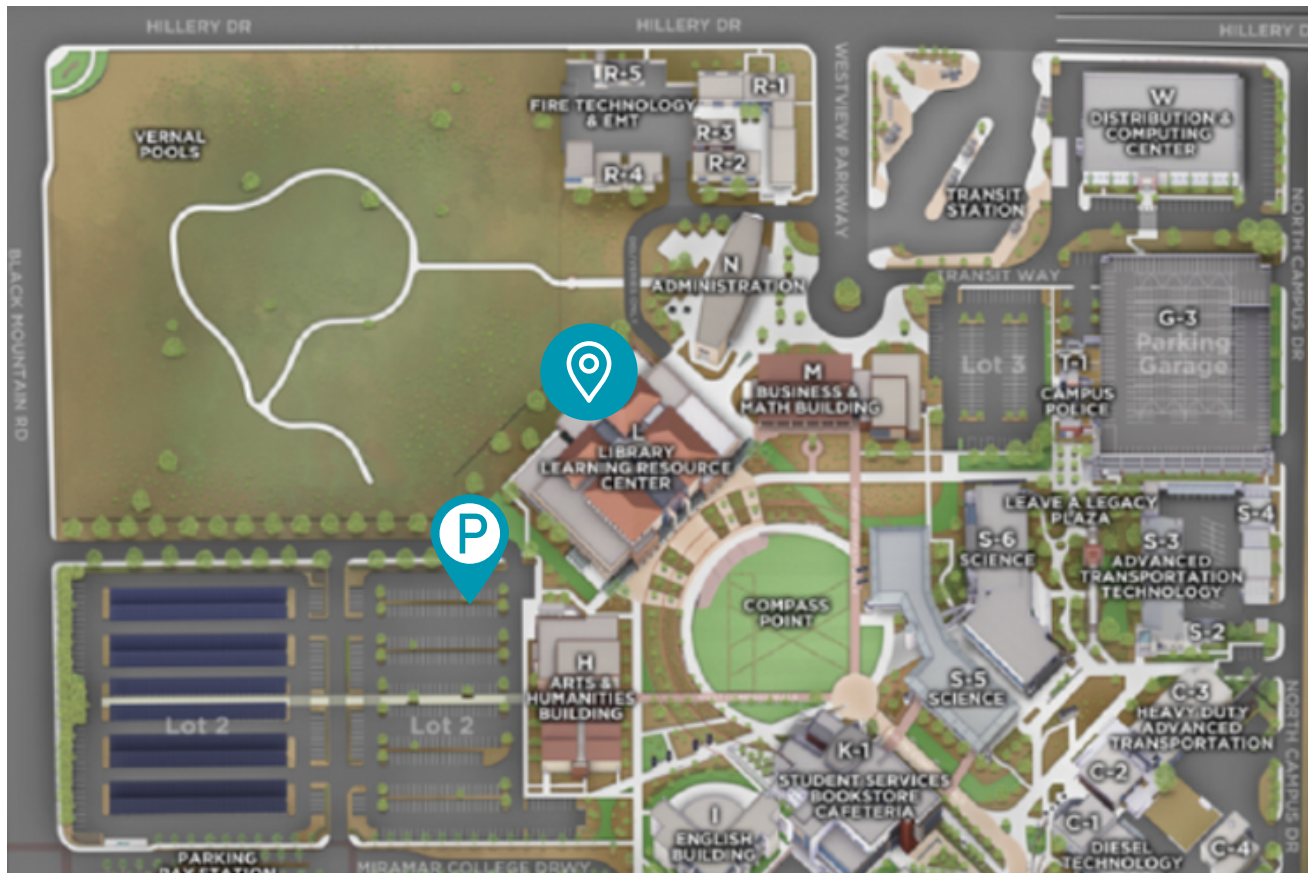 HILLERY DR
HILLERY DR
HILLERY D
BLACK MOUNTAIN RD
WESTVIEW PARKWAY
NORTH CAMPUS DR
NORTH CAMPUS DR
VERNAL
POOLS
R-5
R-1
FIRE TECHNOLOGY
& EMT
R-3
R-2
R-4
W
DISTRIBUTION &
COMPUTING
CENTER
TRANSIT
STATION
TRANSIT WAY
N
ADMINISTRATION
G-3
Parking
Garage
Lot 3
T-1
CAMPUS
POLICE
M
BUSINESS &
MATH BUILDING
L
LIBRARY
LEARNING RESOURCE
CENTER
P
LEAVE A LEGACY
PLAZA
S-4
S-6
SCIENCE
S-3
ADVANCED
TRANSPORTATION
TECHNOLOGY
S-2
COMPASS
POINT
H
ARTS &
HUMANITIES
BUILDING
S-5
SCIENCE
C-3
HEAVY DUTY
ADVANCED
TRANSPORTATION
Lot 2
Lot 2
K-1
STUDENT SERVICES
BOOKSTORE
CAFETERIA
C-2
C-1
C-4
DIESEL
TECHNOLOGY
I
ENGLISH
BUILDING
PARKING
PAY STATION
MIRAMAR COLLEGE DRWY